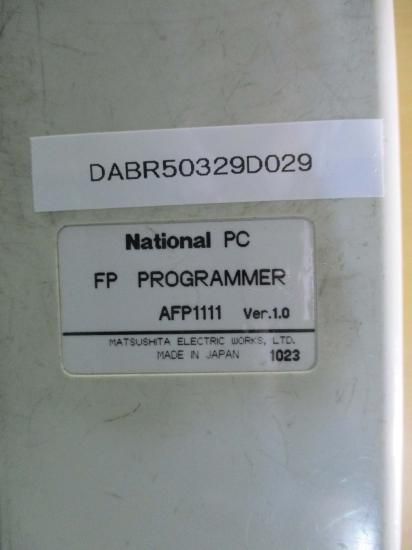 DABR50329D029
National PC
FP PROGRAMMER
AFP1111 Ver.1.0
MATSUSHITA ELECTRIC WORKS, LTD.
MADE IN JAPAN 1023